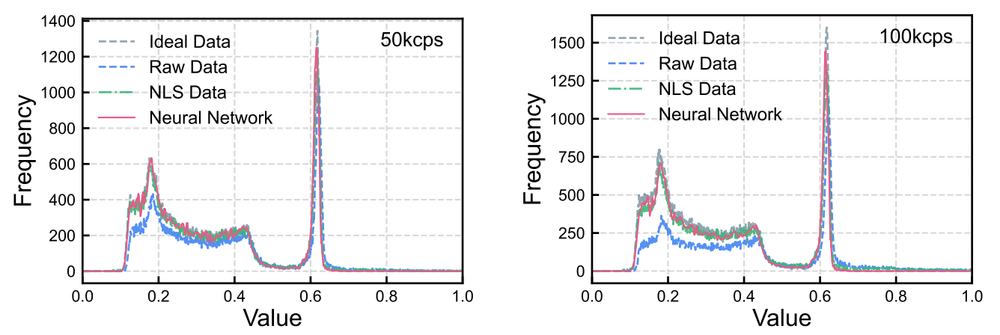 1400
1200
1000
800
600
400
200
0
Frequency
Ideal Data
Raw Data
NLS Data
Neural Network
50kcps
0.0 0.2 0.4 0.6 0.8 1.0
Value
1500
1250
1000
750
500
250
0
Frequency
Ideal Data
Raw Data
NLS Data
Neural Network
100kcps
0.0 0.2 0.4 0.6 0.8 1.0
Value